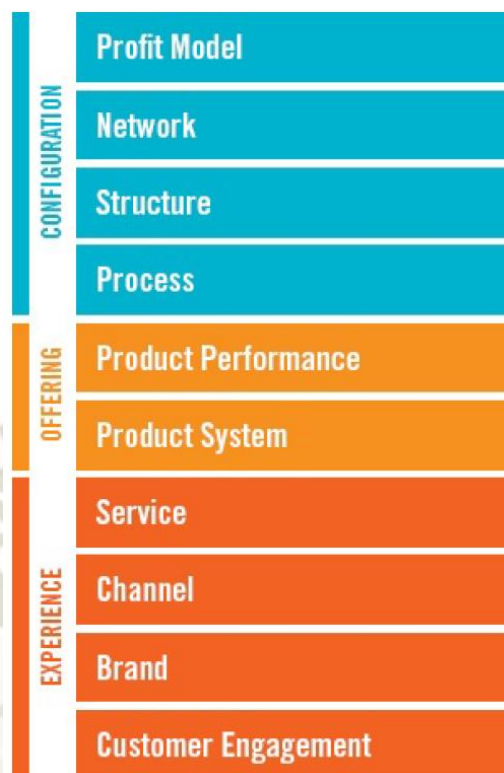 CONFIGURATION
Profit Model
Network
Structure
Process
OFFERING
Product Performance
Product System
EXPERIENCE
Service
Channel
Brand
Customer Engagement